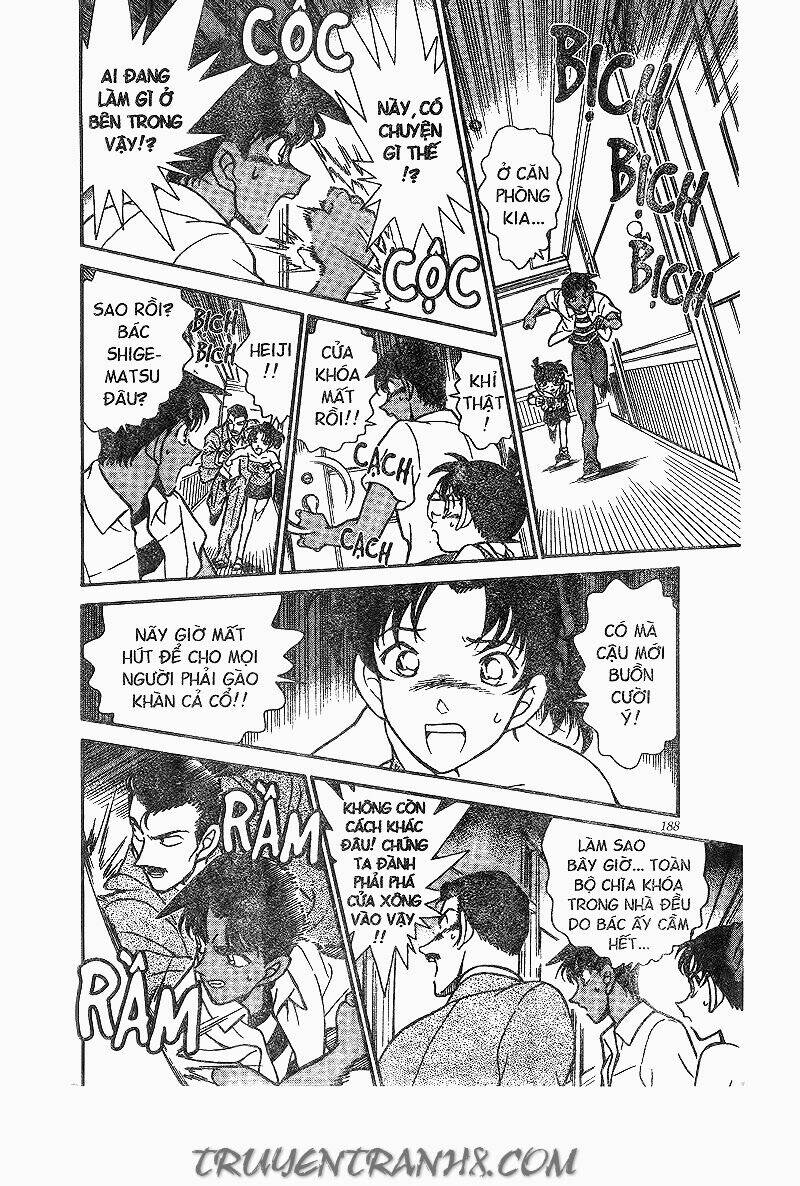 BỊCH
BỊCH
BỊCH
Ở CĂN
PHÒNG
KIA...
CỘC
NÀY, CÓ
CHUYỆN
GÌ THẾ
!?
AI ĐANG
LÀM GÌ Ở
BÊN TRONG
VẬY!?
CỘC
KHỈ
THẬT!
CỬA
KHÓA
MẤT
RỒI!!
CẠCH
CẠCH
BỊCH
BỊCH
HEIJI
!!
SAO RỒI?
BÁC
SHIGE-
MATSU
ĐÂU?
CÓ MÀ
CẬU MỚI
BUỒN
CƯỜI
Ý!
NÃY GIỜ MẤT
HÚT ĐỂ CHO MỌI
NGƯỜI PHẢI GÀO
KHÀN CẢ CỔ!!
188
LÀM SAO
BÂY GIỜ... TOÀN
BỘ CHÌA KHÓA
TRONG NHÀ ĐỀU
DO BÁC ẤY CẦM
HẾT...
KHÔNG CÒN
CÁCH KHÁC
ĐÂU! CHÚNG
TA ĐÀNH
PHẢI PHÁ
CỬA XÔNG
VÀO VẬY
!!
RẦM
RẦM
TRUYENTRANH8.COM